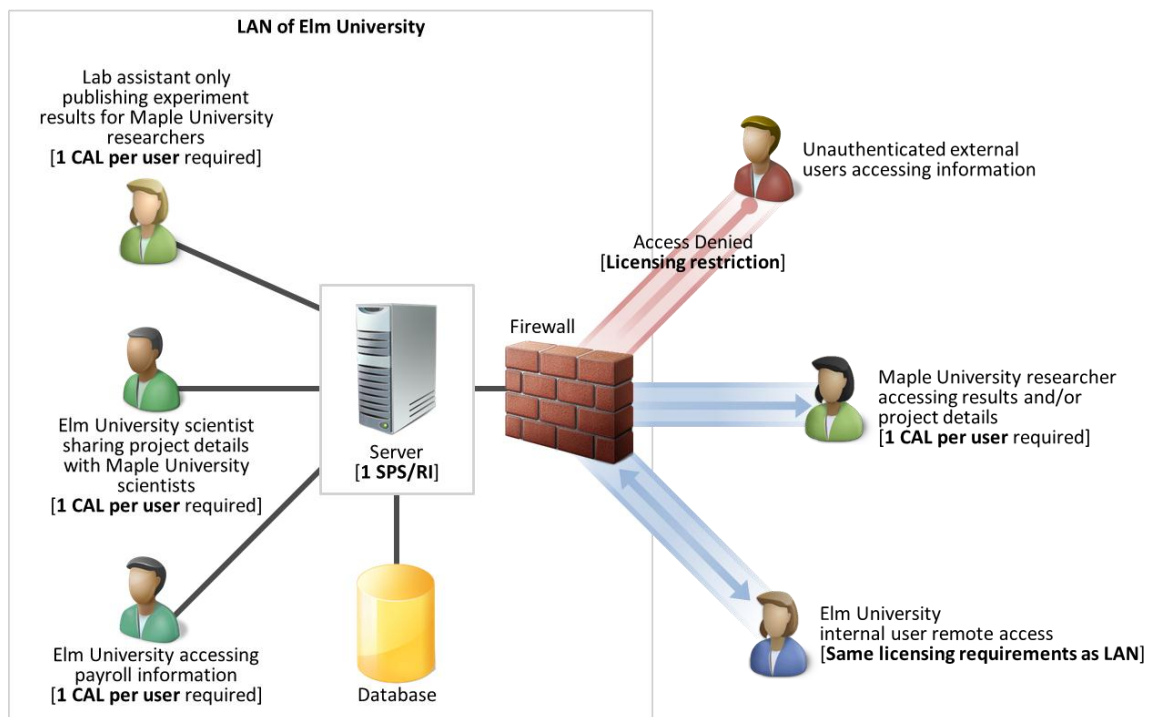 LAN of Elm University
Lab assistant only
publishing experiment
results for Maple University
researchers
[1 CAL per user required]
Unauthenticated external
users accessing information
Access Denied
[Licensing restriction]
Firewall
Maple University researcher
accessing results and/or
project details
[1 CAL per user required]
Elm University scientist
sharing project details
with Maple University
scientists
[1 CAL per user required]
Server
[1 SPS/RI]
Elm University
internal user remote access
[Same licensing requirements as LAN]
Elm University accessing
payroll information
[1 CAL per user required]
Database